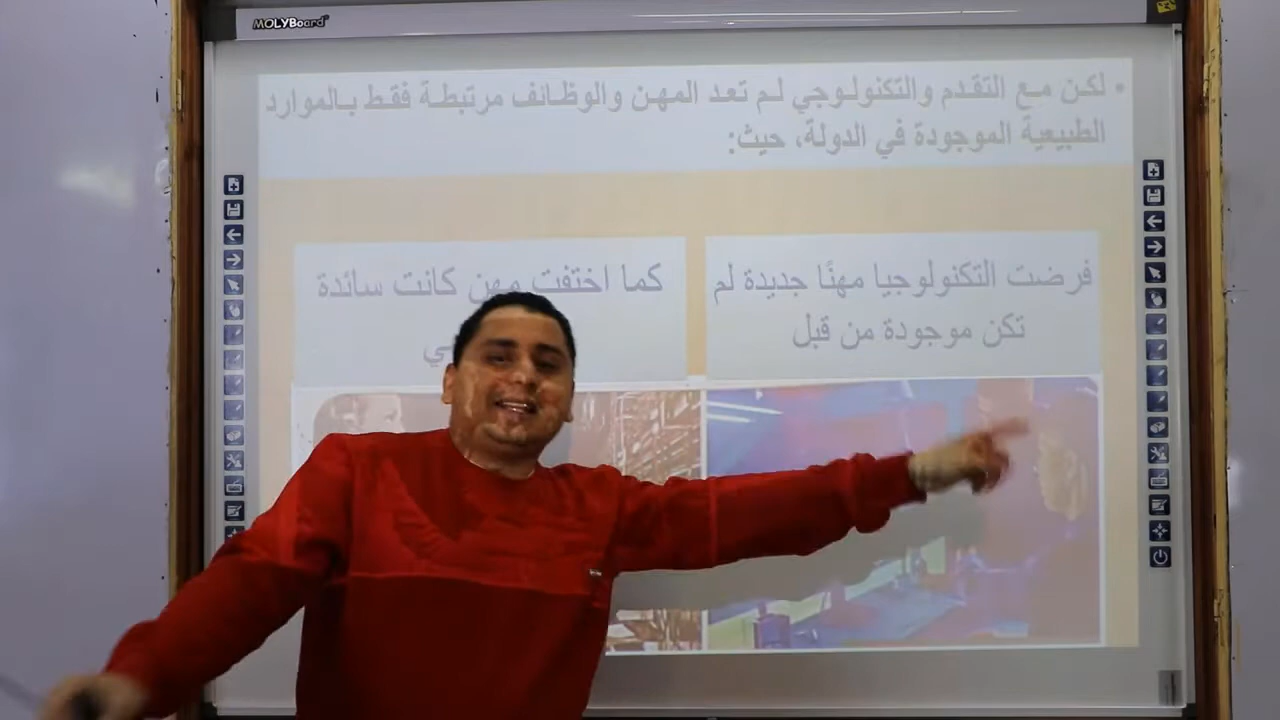 MOLYBoard
• لكن مع التقدم والتكنولوجي لم تعد المهن والوظائف مرتبطة فقط بالموارد
الطبيعية الموجودة في الدولة، حيث:
فرضت التكنولوجيا مهنًا جديدة لم
تكن موجودة من قبل
كما اختفت مهن كانت سائدة